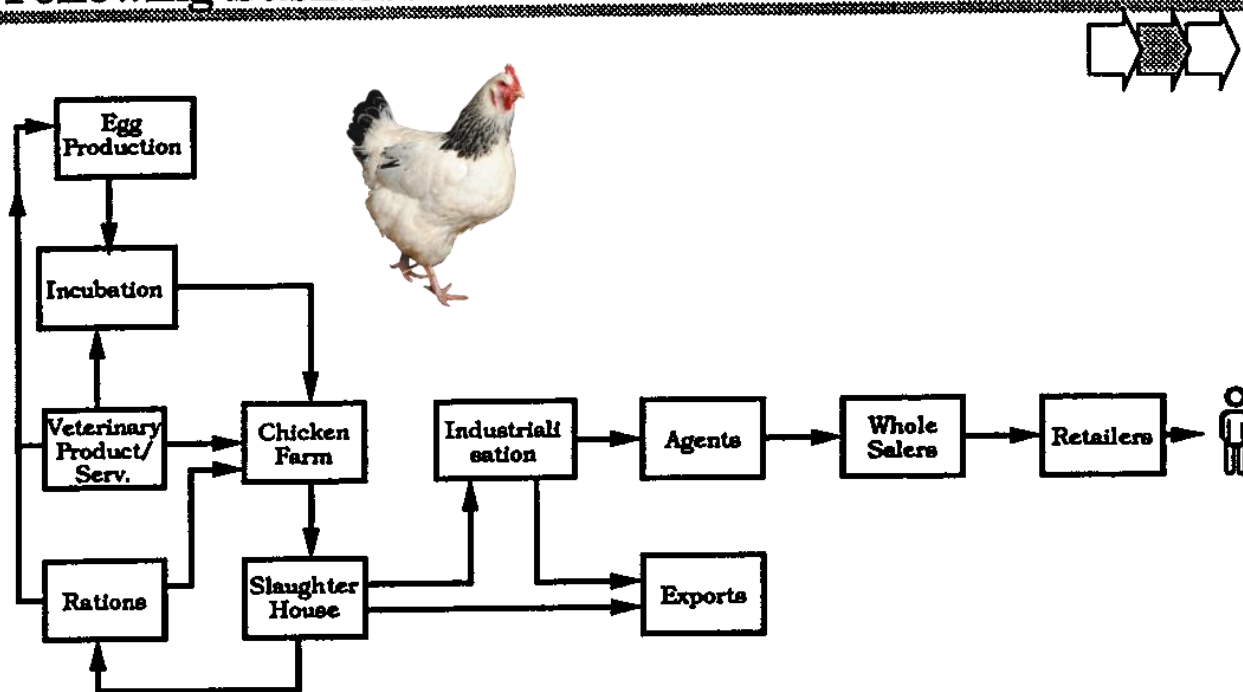 Egg
Production
Incubation
Veterinary
Product/
Serv.
Chicken
Farm
Industriali
sation
Agents
Whole
Salers
Retailers
Rations
Slaughter
House
Exports